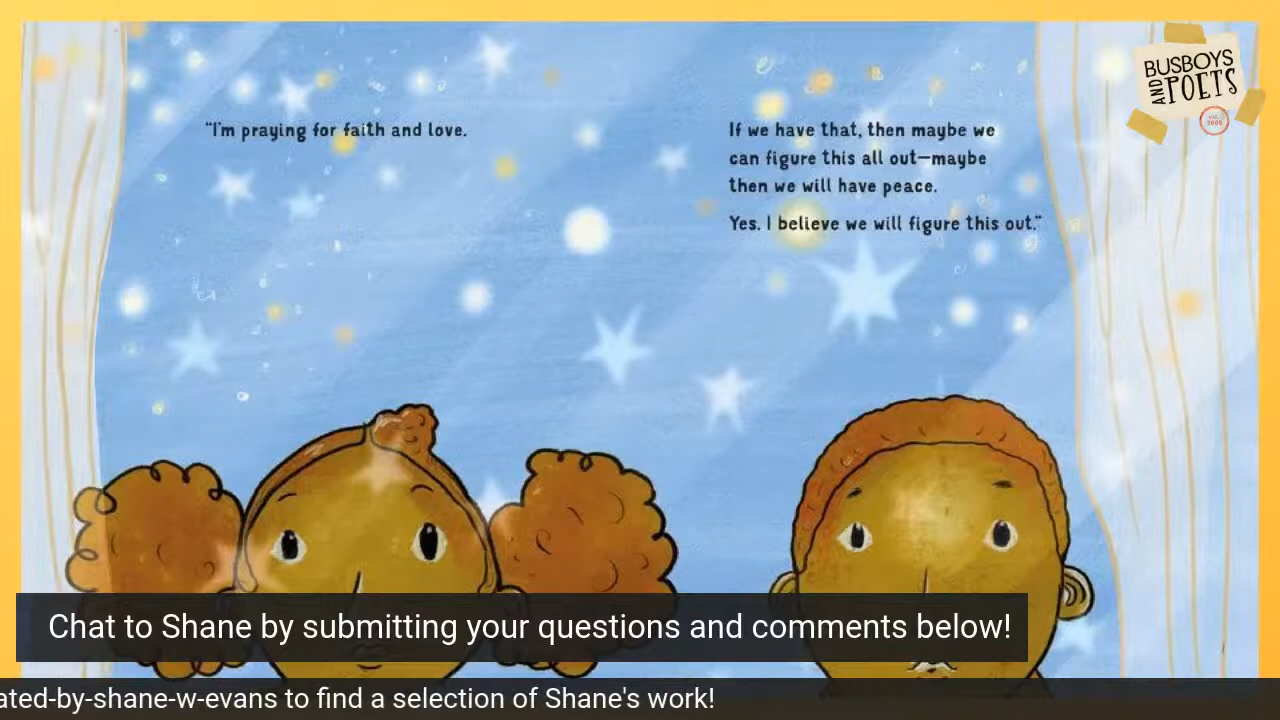 "I'm praying for faith and love.
If we have that, then maybe we
can figure this all out—maybe
then we will have peace.
Yes. I believe we will figure this out."
BUSBOYS
AND POETS
Chat to Shane by submitting your questions and comments below!
ated-by-shane-w-evans to find a selection of Shane's work!